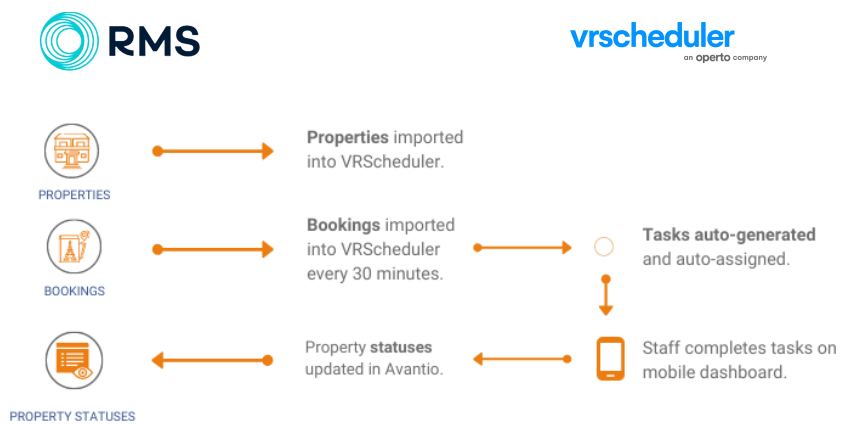 RMS
vrscheduler
an operto company
PROPERTIES
Properties imported
into VRScheduler.
BOOKINGS
Bookings imported
into VRScheduler
every 30 minutes.
Tasks auto-generated
and auto-assigned.
PROPERTY STATUSES
Property statuses
updated in Avantio.
Staff completes tasks on
mobile dashboard.